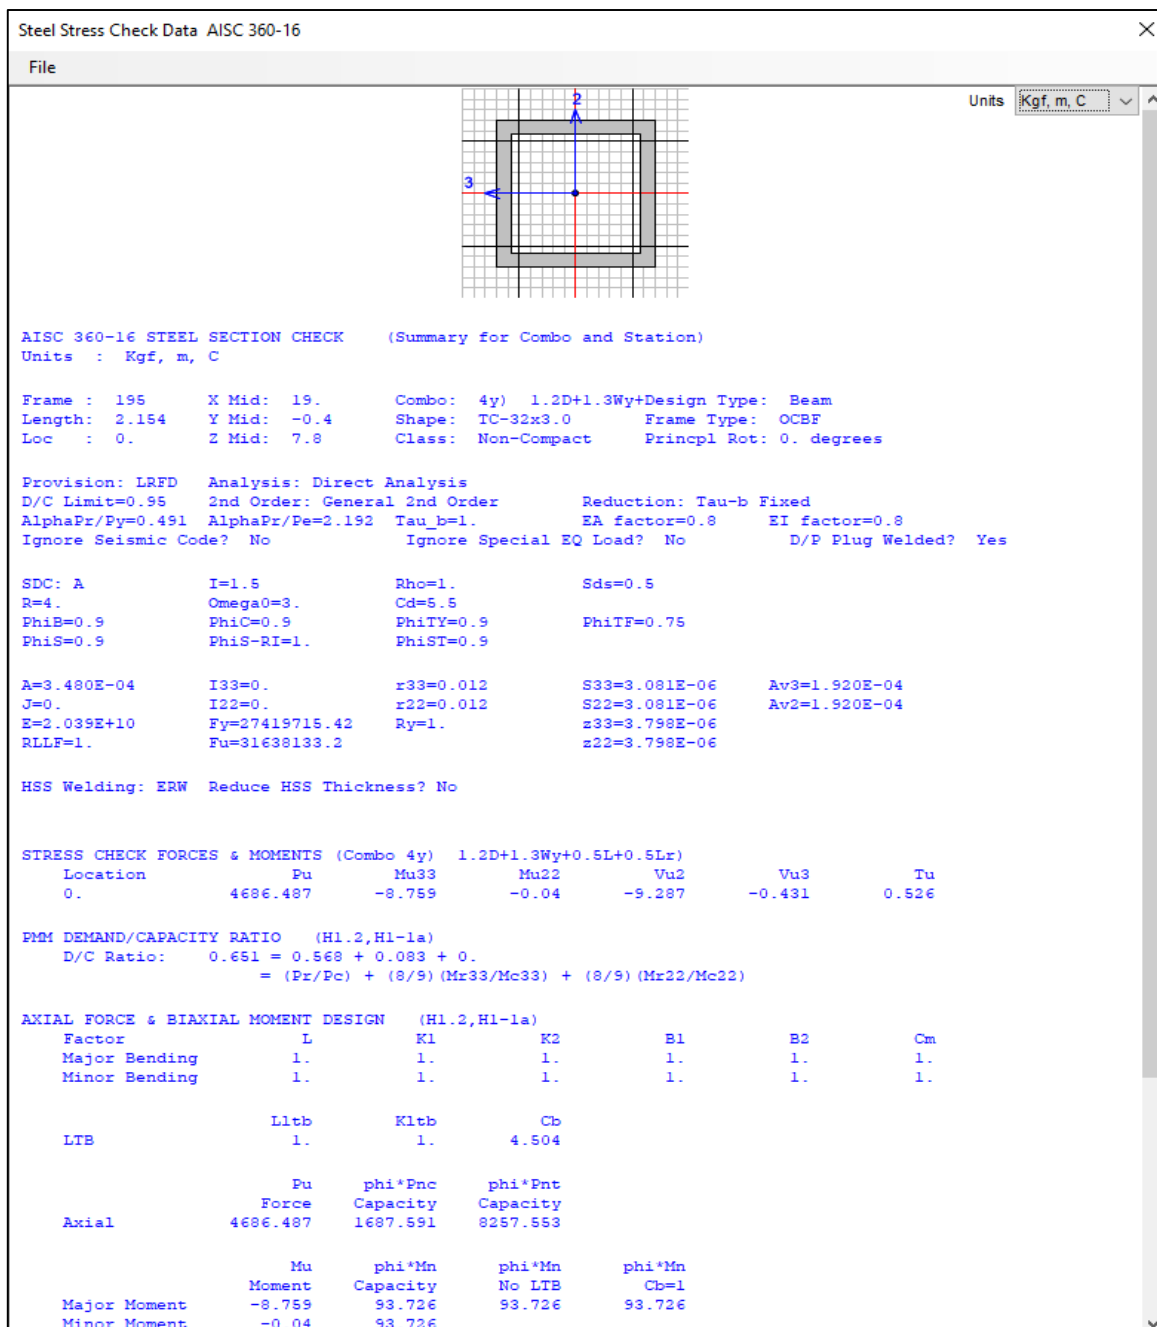 Steel Stress Check Data  AISC 360-16
File
Units Kgf, m, C
2
3
AISC 360-16 STEEL SECTION CHECK    (Summary for Combo and Station)
Units  :  Kgf, m, C
Frame :  195      X Mid:  19.       Combo:  4y)  1.2D+1.3Wy+Design Type:  Beam
Length:  2.154    Y Mid:  -0.4      Shape:  TC-32x3.0       Frame Type:  OCBF
Loc   :  0.       Z Mid:  7.8       Class:  Non-Compact     Princpl Rot: 0. degrees
Provision: LRFD   Analysis: Direct Analysis
D/C Limit=0.95    2nd Order: General 2nd Order        Reduction: Tau-b Fixed
AlphaPr/Py=0.491  AlphaPr/Pe=2.192  Tau_b=1.          EA factor=0.8     EI factor=0.8
Ignore Seismic Code?  No             Ignore Special EQ Load?  No          D/P Plug Welded?  Yes
SDC: A            I=1.5             Rho=1.            Sds=0.5
R=4.              Omega0=3.         Cd=5.5
PhiB=0.9          PhiC=0.9          PhiTY=0.9         PhiTF=0.75
PhiS=0.9          PhiS-RI=1.        PhiST=0.9
A=3.480E-04       I33=0.            r33=0.012         S33=3.081E-06     Av3=1.920E-04
J=0.              I22=0.            r22=0.012         S22=3.081E-06     Av2=1.920E-04
E=2.039E+10       Fy=27419715.42    Ry=1.             z33=3.798E-06
RLLF=1.           Fu=31638133.2                       z22=3.798E-06
HSS Welding: ERW  Reduce HSS Thickness? No
STRESS CHECK FORCES & MOMENTS (Combo 4y)  1.2D+1.3Wy+0.5L+0.5Lr)
Location                Pu        Mu33        Mu22        Vu2         Vu3         Tu
0.                4686.487      -8.759       -0.04     -9.287      -0.431      0.526
PMM DEMAND/CAPACITY RATIO   (H1.2,H1-1a)
D/C Ratio:    0.651 = 0.568 + 0.083 + 0.
= (Pr/Pc) + (8/9)(Mr33/Mc33) + (8/9)(Mr22/Mc22)
AXIAL FORCE & BIAXIAL MOMENT DESIGN   (H1.2,H1-1a)
Factor                L          K1          K2          B1          B2          Cm
Major Bending         1.         1.          1.          1.          1.          1.
Minor Bending         1.         1.          1.          1.          1.          1.
Lltb        Kltb          Cb
LTB                   1.          1.       4.504
Pu     phi*Pnc     phi*Pnt
Force    Capacity    Capacity
Axial           4686.487    1687.591    8257.553
Mu      phi*Mn      phi*Mn      phi*Mn
Moment    Capacity      No LTB        Cb=1
Major Moment      -8.759      93.726      93.726      93.726
Minor Moment       -0.04      93.726